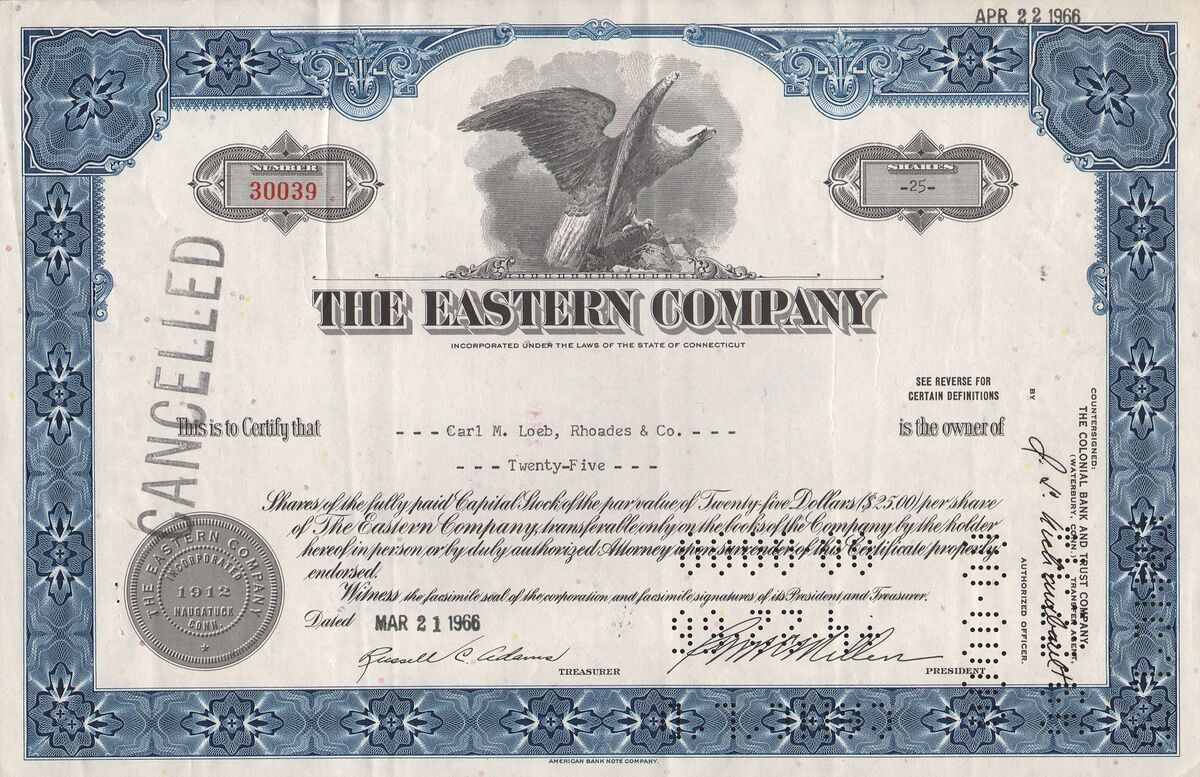 APR 22 1966
NUMBER
30039
SHARES
-25-
THE EASTERN COMPANY
INCORPORATED UNDER THE LAWS OF THE STATE OF CONNECTICUT
SEE REVERSE FOR
CERTAIN DEFINITIONS
CANCELLED
This is to Certify that
---Carl M. Loeb, Rhoades & Co.---
is the owner of
---Twenty-Five---
Shares of the fully paid Capital Stock of the par value of Twenty-five Dollars ($25.00) per share
of The Eastern Company, transferable only on the books of the Company by the holder
hereof in person or by duly authorized Attorney upon surrender of this Certificate properly
endorsed.
Witness the facsimile seal of the corporation and facsimile signatures of its President and Treasurer.
Dated MAR 21 1966
Russell C. Adams
TREASURER
PRESIDENT
THE EASTERN COMPANY
INCORPORATED
1912
NAUGATUCK
CONN.
COUNTERSIGNED:
THE COLONIAL BANK AND TRUST COMPANY,
(WATERBURY, CONN.) TRANSFER AGENT,
BY
AUTHORIZED OFFICER.
AMERICAN BANK NOTE COMPANY.